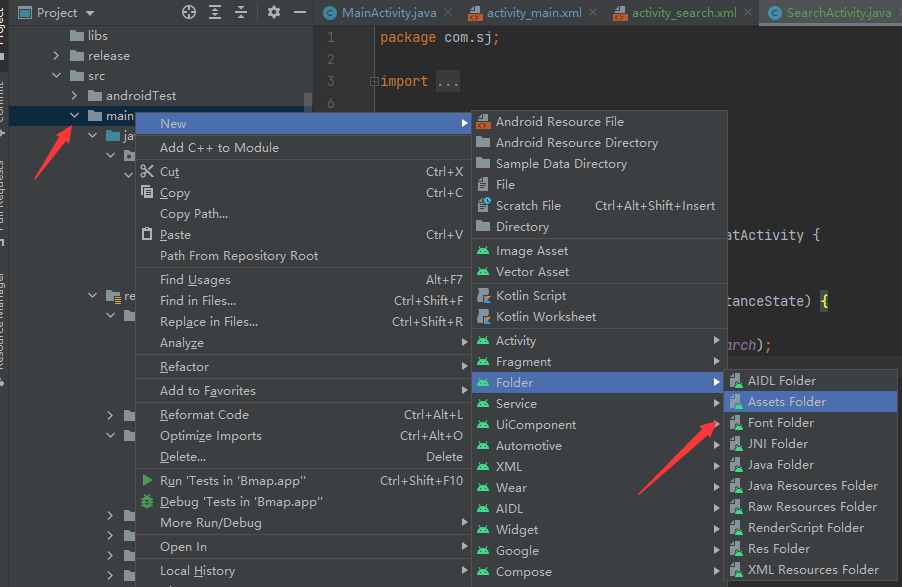 Project
MainActivity.java
activity_main.xml
activity_search.xml
SearchActivity.java
libs
release
src
androidTest
main
ja
re
1
2
3
6
package com.sj;
import ...
atActivity {
tanceState) {
arch);
New
Add C++ to Module
Cut Ctrl+X
Copy Ctrl+C
Copy Path...
Paste Ctrl+V
Path From Repository Root
Find Usages Alt+F7
Find in Files... Ctrl+Shift+F
Replace in Files... Ctrl+Shift+R
Analyze
Refactor
Add to Favorites
Reformat Code Ctrl+Alt+L
Optimize Imports Ctrl+Alt+O
Delete... Delete
Run 'Tests in 'Bmap.app'' Ctrl+Shift+F10
Debug 'Tests in 'Bmap.app''
More Run/Debug
Open In
Local History
Android Resource File
Android Resource Directory
Sample Data Directory
File
Scratch File Ctrl+Alt+Shift+Insert
Directory
Image Asset
Vector Asset
Kotlin Script
Kotlin Worksheet
Activity
Fragment
Folder
Service
UiComponent
Automotive
XML
Wear
AIDL
Widget
Google
Compose
AIDL Folder
Assets Folder
Font Folder
JNI Folder
Java Folder
Java Resources Folder
Raw Resources Folder
RenderScript Folder
Res Folder
XML Resources Folder